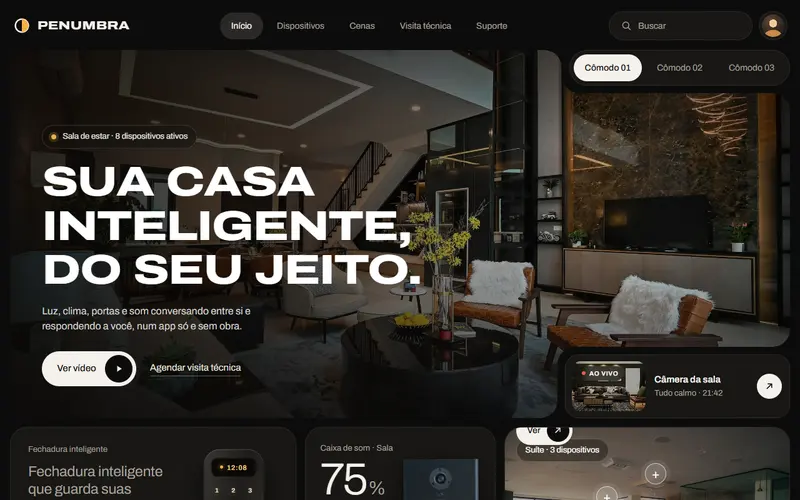 PENUMBRA
Início
Dispositivos
Cenas
Visita técnica
Suporte
Buscar
Cômodo 01
Cômodo 02
Cômodo 03
Sala de estar · 8 dispositivos ativos
SUA CASA
INTELIGENTE,
DO SEU JEITO.
Luz, clima, portas e som conversando entre si e
respondendo a você, num app só e sem obra.
Ver vídeo
Agendar visita técnica
AO VIVO
Câmera da sala
Tudo calmo · 21:42
Fechadura inteligente
Fechadura inteligente
que guarda suas
12:08
1 2 3
Caixa de som · Sala
75%
Ver
Suíte · 3 dispositivos